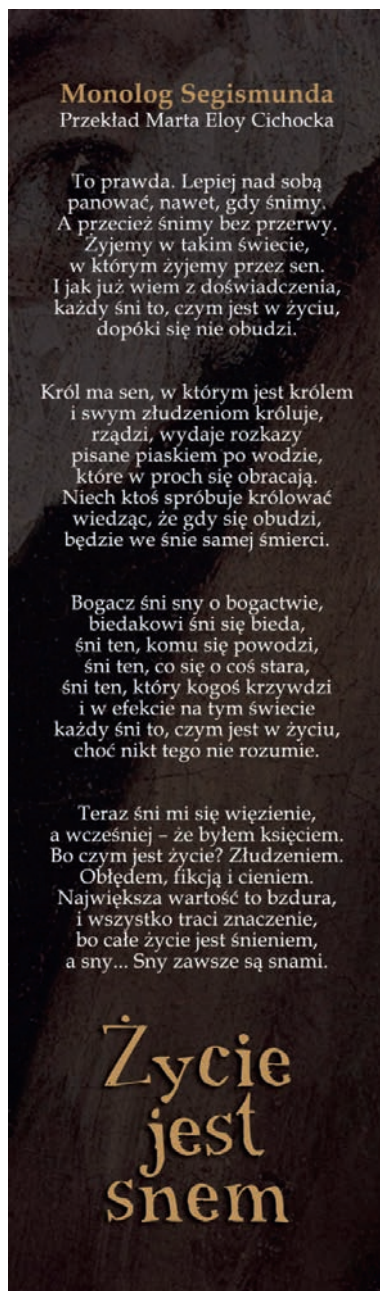 Monolog Segismunda
Przekład Marta Eloy Cichocka
To prawda. Lepiej nad sobą
panować, nawet, gdy śnimy.
A przecież śnimy bez przerwy.
Żyjemy w takim świecie,
w którym żyjemy przez sen.
I jak już wiem z doświadczenia,
każdy śni to, czym jest w życiu,
dopóki się nie obudzi.
Król ma sen, w którym jest królem
i swym złudzeniom króluje,
rządzi, wydaje rozkazy
pisane piaskiem po wodzie,
które w proch się obracają.
Niech ktoś spróbuje królować
wiedząc, że gdy się obudzi,
będzie we śnie samej śmierci.
Bogacz śni sny o bogactwie,
biedakowi śni się bieda,
śni ten, komu się powodzi,
śni ten, co się o coś stara,
śni ten, który kogoś krzywdzi
i w efekcie na tym świecie
każdy śni to, czym jest w życiu,
choć nikt tego nie rozumie.
Teraz śni mi się więzienie,
a wcześniej – że byłem księciem.
Bo czym jest życie? Złudzeniem.
Obłędem, fikcją i cieniem.
Największa wartość to bzdura,
i wszystko traci znaczenie,
bo całe życie jest śnieniem,
a sny... Sny zawsze są snami.
Życie
jest
snem